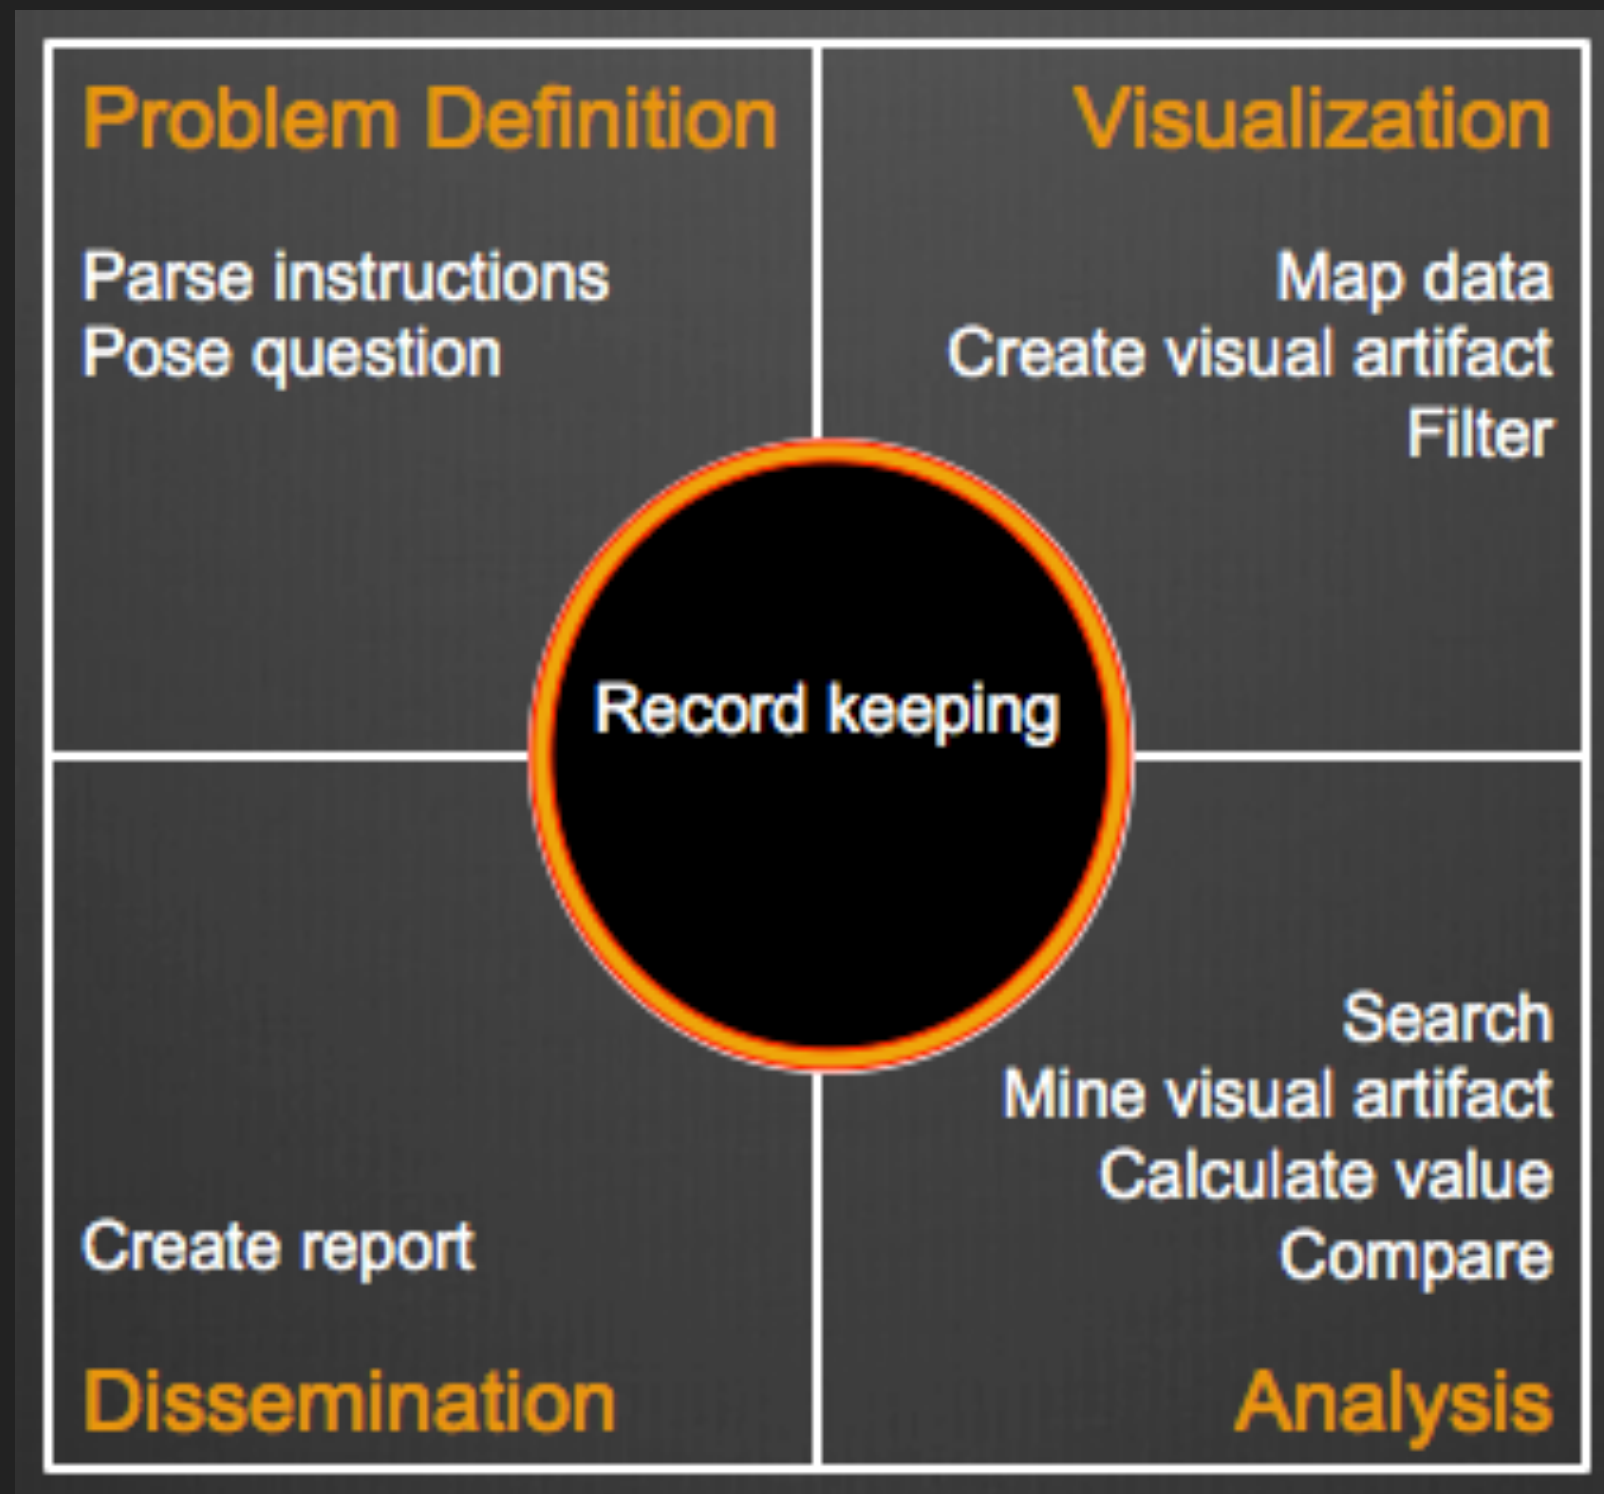 Problem Definition
Parse instructions
Pose question
Visualization
Map data
Create visual artifact
Filter
Record keeping
Create report
Dissemination
Search
Mine visual artifact
Calculate value
Compare
Analysis